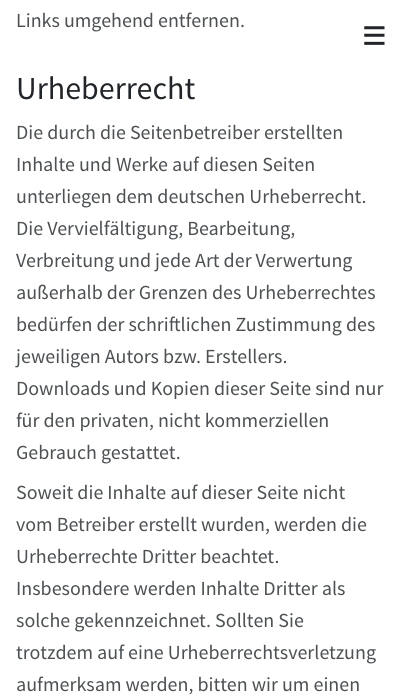 Links umgehend entfernen.
Urheberrecht
Die durch die Seitenbetreiber erstellten
Inhalte und Werke auf diesen Seiten
unterliegen dem deutschen Urheberrecht.
Die Vervielfältigung, Bearbeitung,
Verbreitung und jede Art der Verwertung
außerhalb der Grenzen des Urheberrechtes
bedürfen der schriftlichen Zustimmung des
jeweiligen Autors bzw. Erstellers.
Downloads und Kopien dieser Seite sind nur
für den privaten, nicht kommerziellen
Gebrauch gestattet.
Soweit die Inhalte auf dieser Seite nicht
vom Betreiber erstellt wurden, werden die
Urheberrechte Dritter beachtet.
Insbesondere werden Inhalte Dritter als
solche gekennzeichnet. Sollten Sie
trotzdem auf eine Urheberrechtsverletzung
aufmerksam werden, bitten wir um einen